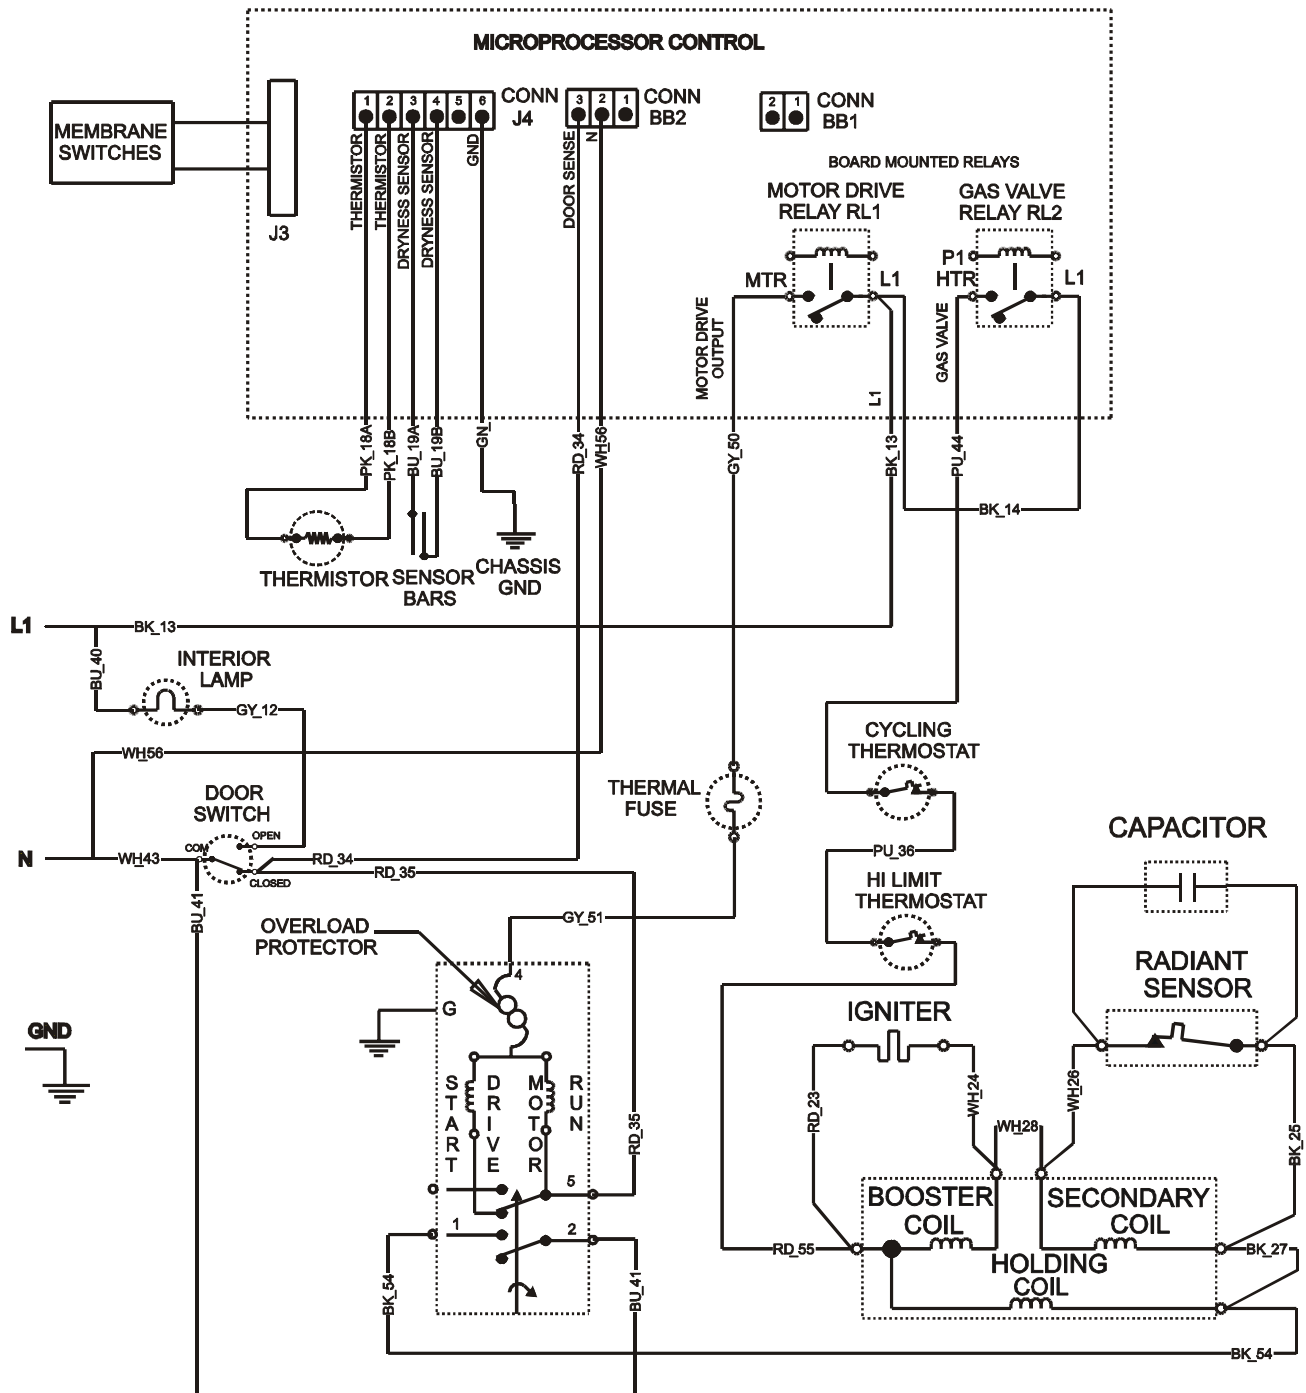 MICROPROCESSOR CONTROL
MEMBRANE
SWITCHES
J3
1 2 3 4 5 6
CONN
J4
3 2 1
CONN
BB2
2 1
CONN
BB1
THERMISTOR
THERMISTOR
DRYNESS SENSOR
DRYNESS SENSOR
GND
DOOR SENSE
N
BOARD MOUNTED RELAYS
MOTOR DRIVE
RELAY RL1
GAS VALVE
RELAY RL2
MTR
L1
P1
HTR
L1
MOTOR DRIVE
OUTPUT
L1
GAS VALVE
PK_18A
PK_18B
BU_19A
BU_19B
GN_
RD_34
WH56
GY_50
BK_13
PU_44
BK_14
THERMISTOR
SENSOR
BARS
CHASSIS
GND
L1
BK_13
BU_40
INTERIOR
LAMP
GY_12
WH56
CYCLING
THERMOSTAT
THERMAL
FUSE
DOOR
SWITCH
OPEN
COM
CLOSED
N
WH43
RD_34
RD_35
PU_36
CAPACITOR
BU_41
HI LIMIT
THERMOSTAT
GY_51
OVERLOAD
PROTECTOR
4
G
RADIANT
SENSOR
IGNITER
GND
START
DRIVE
MOTOR
RUN
RD_35
RD_23
WH24
WH28
WH26
BK_25
5
1
2
BOOSTER
COIL
SECONDARY
COIL
RD_55
BK_27
HOLDING
COIL
BK_54
BU_41
BK_54